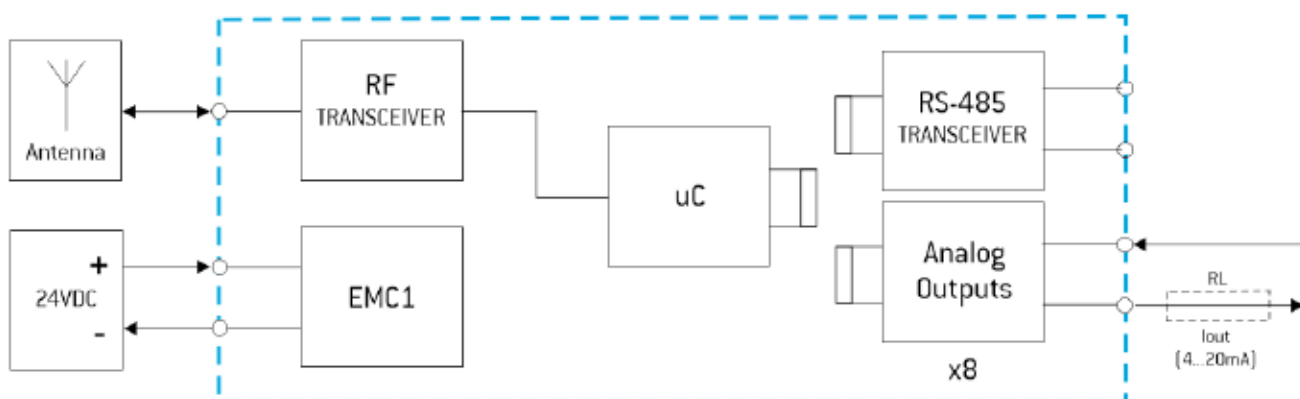 Antenna
RF
TRANSCEIVER
RS-485
TRANSCEIVER
uC
+
24VDC
-
EMC1
Analog
Outputs
x8
RL
Iout
(4...20mA)